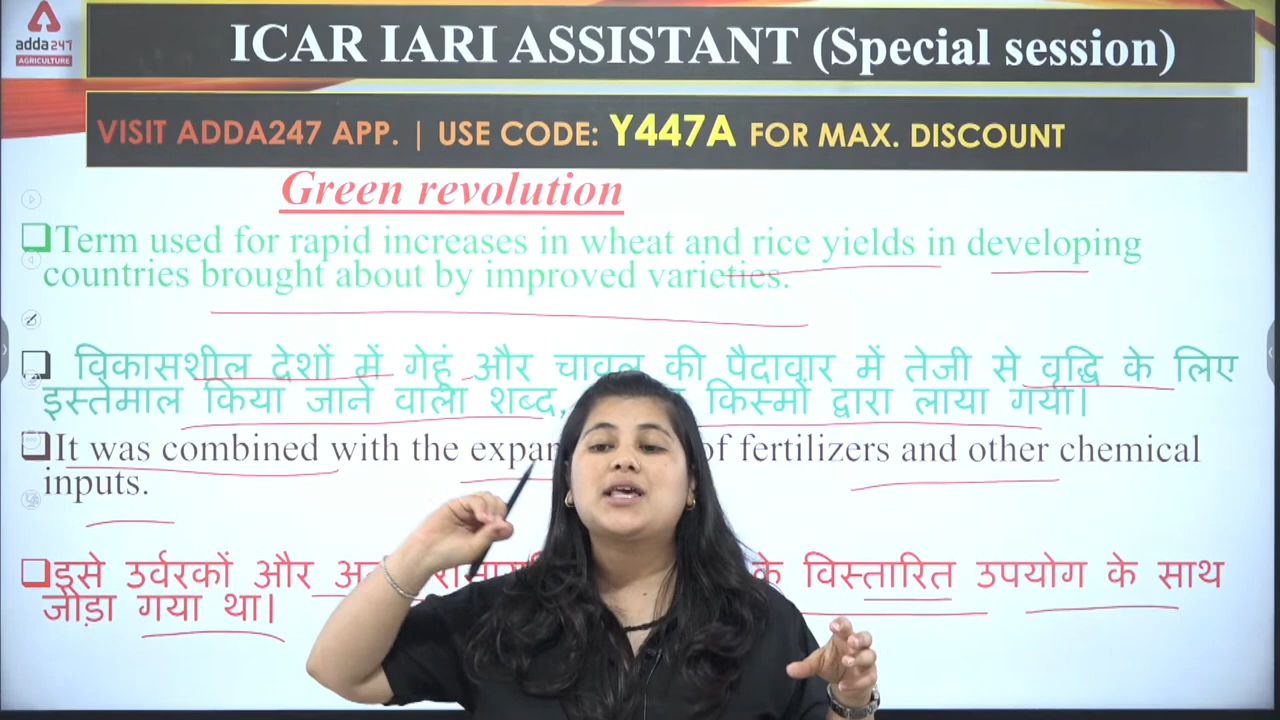 adda247
AGRICULTURE
ICAR IARI ASSISTANT (Special session)
VISIT ADDA247 APP. | USE CODE: Y447A FOR MAX. DISCOUNT
Green revolution
Term used for rapid increases in wheat and rice yields in developing
countries brought about by improved varieties.
विकासशील देशों में गेहूं और चावल की पैदावार में तेजी से वृद्धि के लिए
इस्तेमाल किया जाने वाला शब्द, किस्मों द्वारा लाया गया।
It was combined with the of fertilizers and other chemical
inputs.
इसे उर्वरकों और के विस्तारित उपयोग के साथ
जोड़ा गया था।